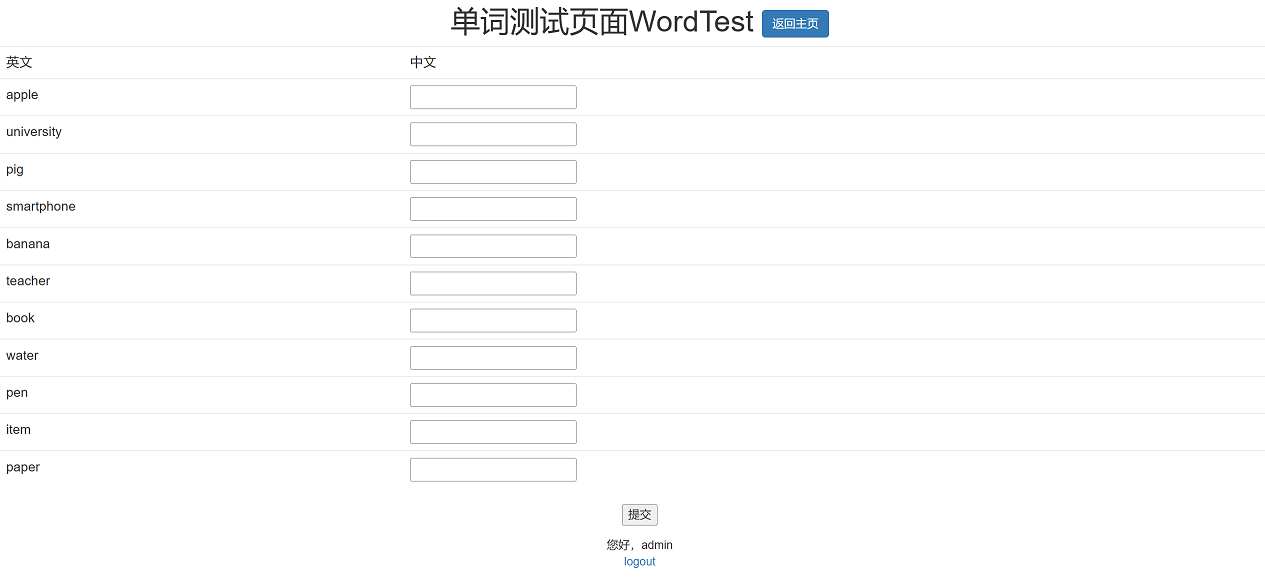 单词测试页面WordTest 返回主页
英文 中文
apple
university
pig
smartphone
banana
teacher
book
water
pen
item
paper
提交
您好，admin
logout